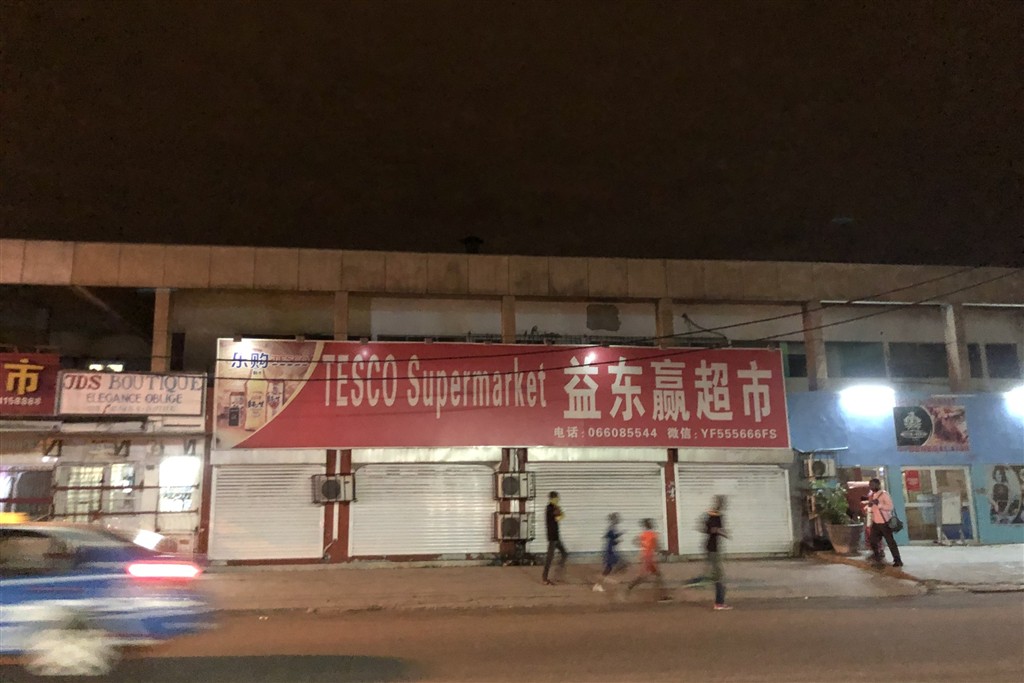 市
JDS BOUTIQUE
ELEGANCE OBLIGE
乐购
TESCO Supermarket 益东赢超市
电话:066085544 微信:YF555666FS